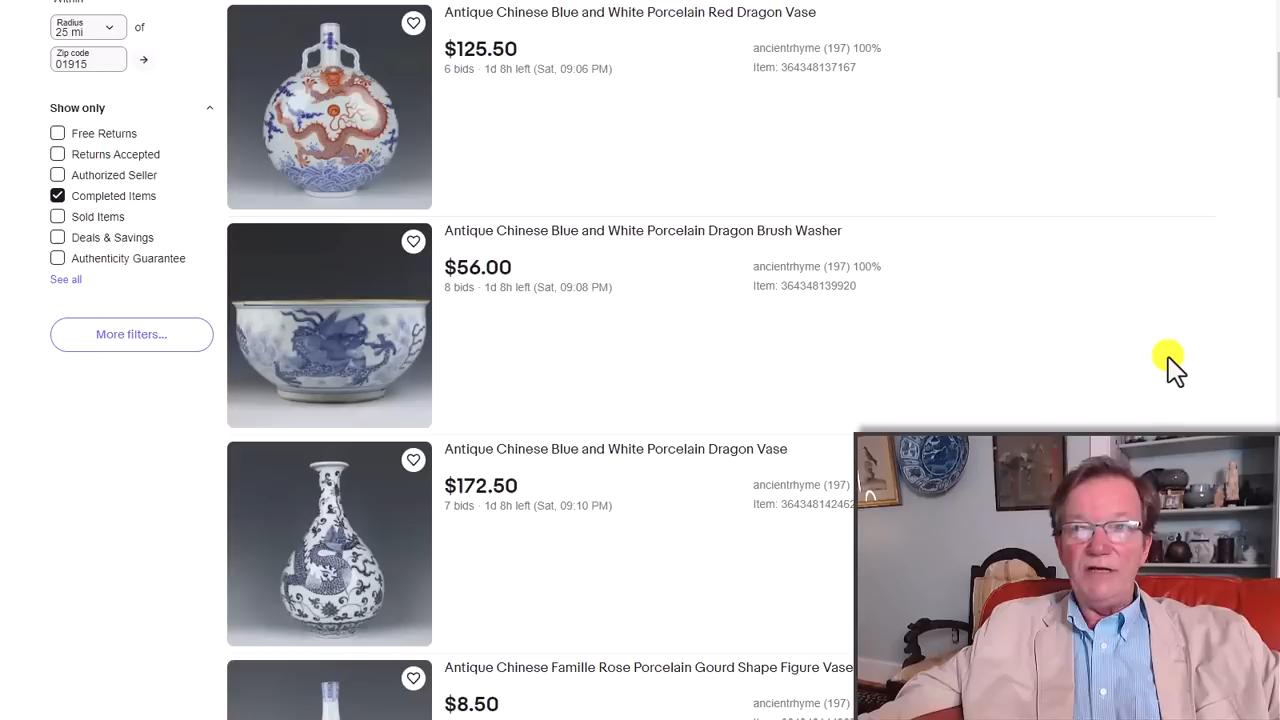 Within
Radius
25 mi
of
Zip code
01915
Show only
Free Returns
Returns Accepted
Authorized Seller
Completed Items
Sold Items
Deals & Savings
Authenticity Guarantee
See all
More filters...
Antique Chinese Blue and White Porcelain Red Dragon Vase
$125.50
6 bids · 1d 8h left (Sat, 09:06 PM)
ancientrhyme (197) 100%
Item: 364348137167
Antique Chinese Blue and White Porcelain Dragon Brush Washer
$56.00
8 bids · 1d 8h left (Sat, 09:08 PM)
ancientrhyme (197) 100%
Item: 364348139920
Antique Chinese Blue and White Porcelain Dragon Vase
$172.50
7 bids · 1d 8h left (Sat, 09:10 PM)
ancientrhyme (197)
Item: 364348142462
Antique Chinese Famille Rose Porcelain Gourd Shape Figure Vase
$8.50
ancientrhyme (197)